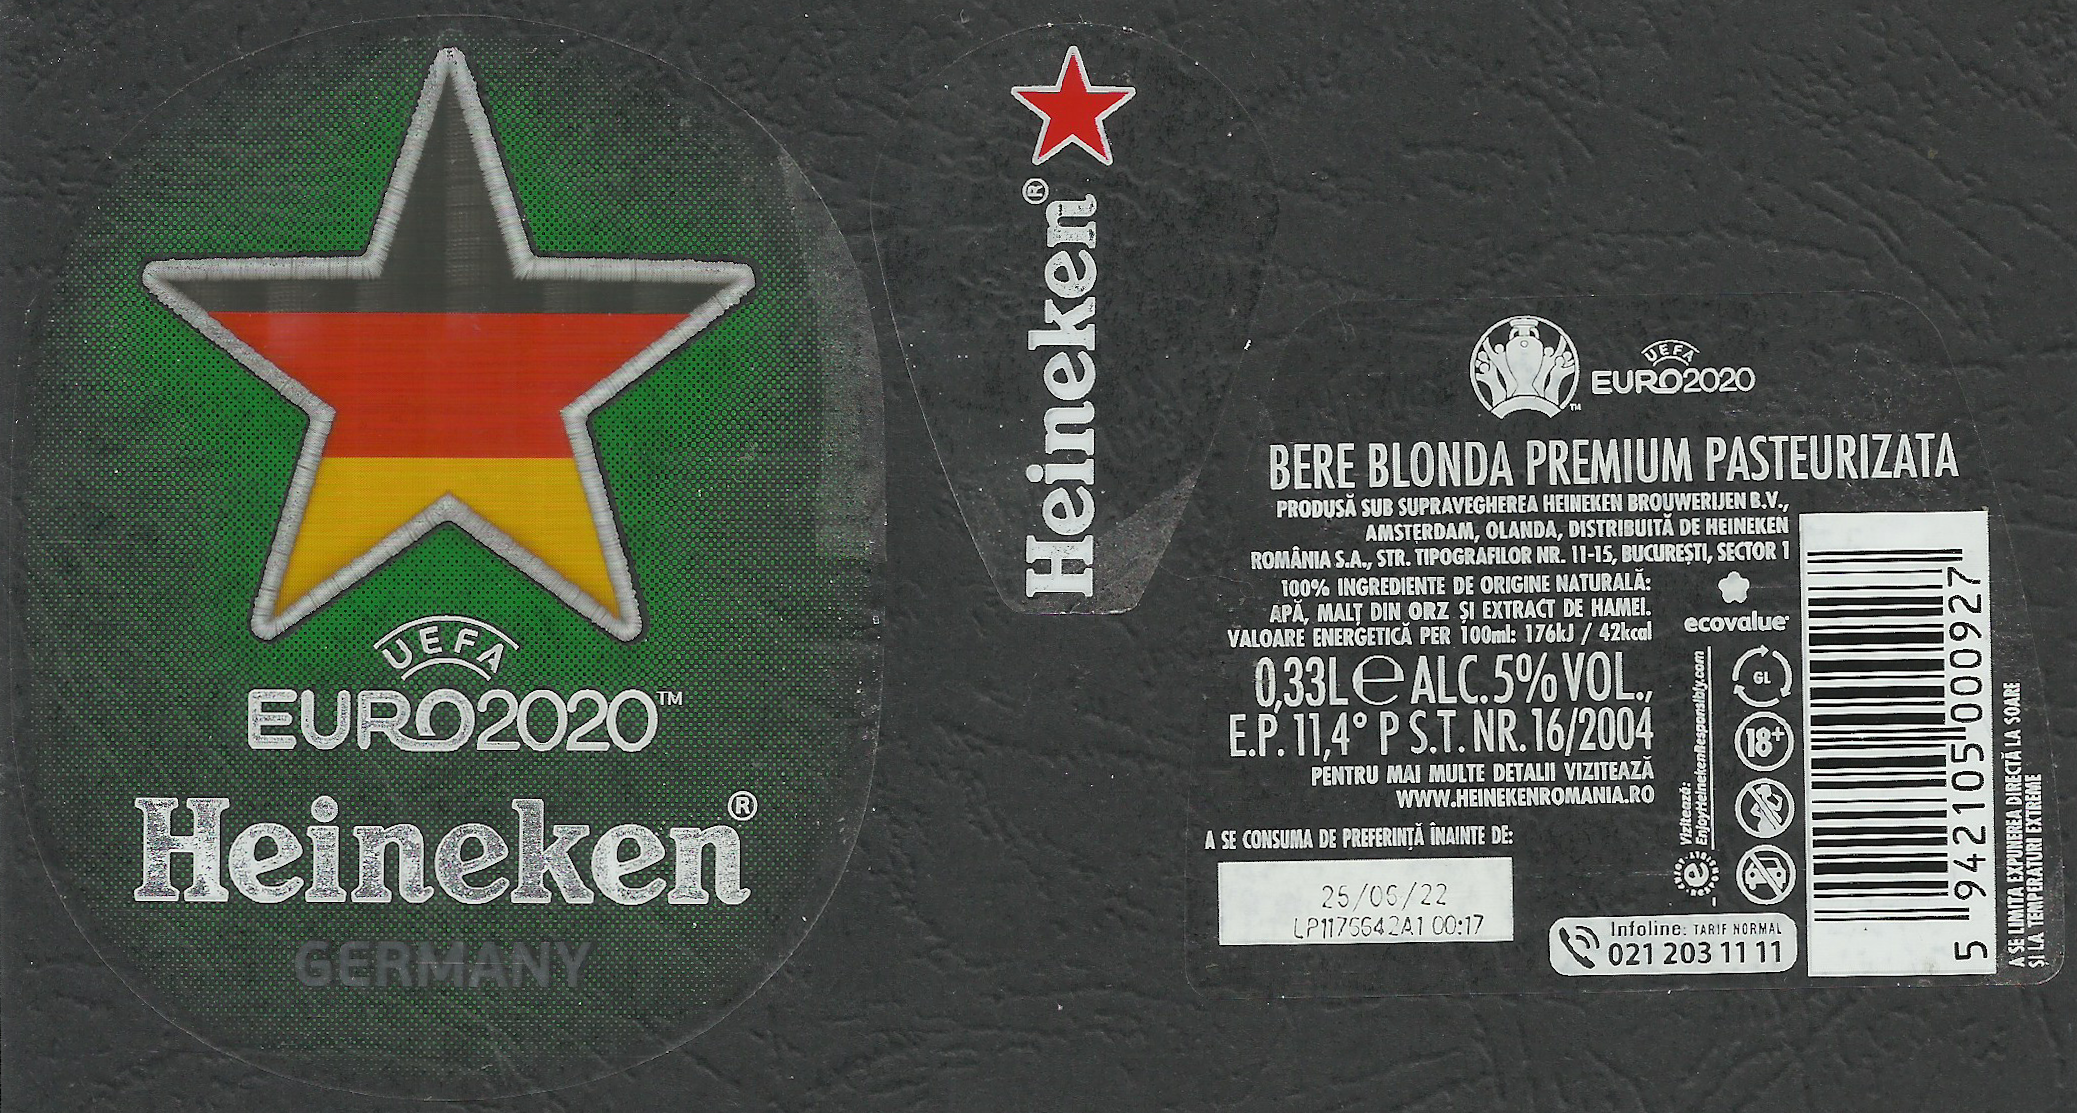 UEFA
EURO2020™
Heineken®
GERMANY
Heineken®
UEFA
™ EURO2020
BERE BLONDA PREMIUM PASTEURIZATA
PRODUSĂ SUB SUPRAVEGHEREA HEINEKEN BROUWERIJEN B.V.,
AMSTERDAM, OLANDA, DISTRIBUITĂ DE HEINEKEN
ROMÂNIA S.A., STR. TIPOGRAFILOR NR. 11-15, BUCUREȘTI, SECTOR 1
100% INGREDIENTE DE ORIGINE NATURALĂ:
APĂ, MALȚ DIN ORZ ȘI EXTRACT DE HAMEI.
VALOARE ENERGETICĂ PER 100ml: 176kJ / 42kcal
0,33L e ALC. 5% VOL.,
E.P. 11,4° P S.T. NR. 16/2004
PENTRU MAI MULTE DETALII VIZITEAZĂ
WWW.HEINEKENROMANIA.RO
A SE CONSUMA DE PREFERINȚĂ ÎNAINTE DE:
25/06/22
LP1176642A1 00:17
ecovalue
GL
18+
Vizitează:
EnjoyHeinekenResponsibly.com
e
Infoline: TARIF NORMAL
021 203 11 11
5 942105 000927
A SE LIMITA EXPUNEREA DIRECTĂ LA SOARE
ȘI LA TEMPERATURI EXTREME